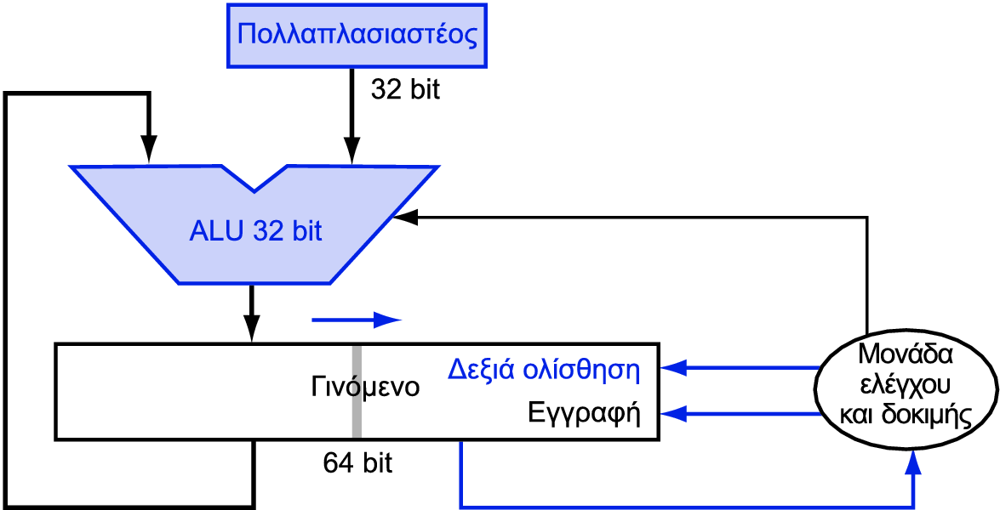 Πολλαπλασιαστέος
32 bit
ALU 32 bit
Γινόμενο
Δεξιά ολίσθηση
Εγγραφή
64 bit
Μονάδα
ελέγχου
και δοκιμής